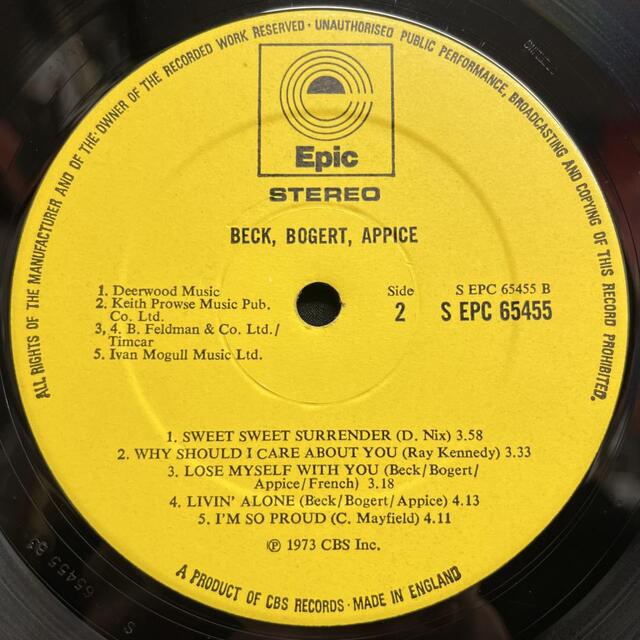 ALL RIGHTS OF THE MANUFACTURER AND OF THE OWNER OF THE RECORDED WORK RESERVED · UNAUTHORISED PUBLIC PERFORMANCE, BROADCASTING AND COPYING OF THIS RECORD PROHIBITED.
Epic
STEREO
BECK, BOGERT, APPICE
1. Deerwood Music
2. Keith Prowse Music Pub.
Co. Ltd.
3, 4. B. Feldman & Co. Ltd./
Timcar
5. Ivan Mogull Music Ltd.
Side
2
S EPC 65455 B
S EPC 65455
1. SWEET SWEET SURRENDER (D. Nix) 3.58
2. WHY SHOULD I CARE ABOUT YOU (Ray Kennedy) 3.33
3. LOSE MYSELF WITH YOU (Beck/Bogert/
Appice/French) 3.18
4. LIVIN' ALONE (Beck/Bogert/Appice) 4.13
5. I'M SO PROUD (C. Mayfield) 4.11
℗ 1973 CBS Inc.
A PRODUCT OF CBS RECORDS · MADE IN ENGLAND